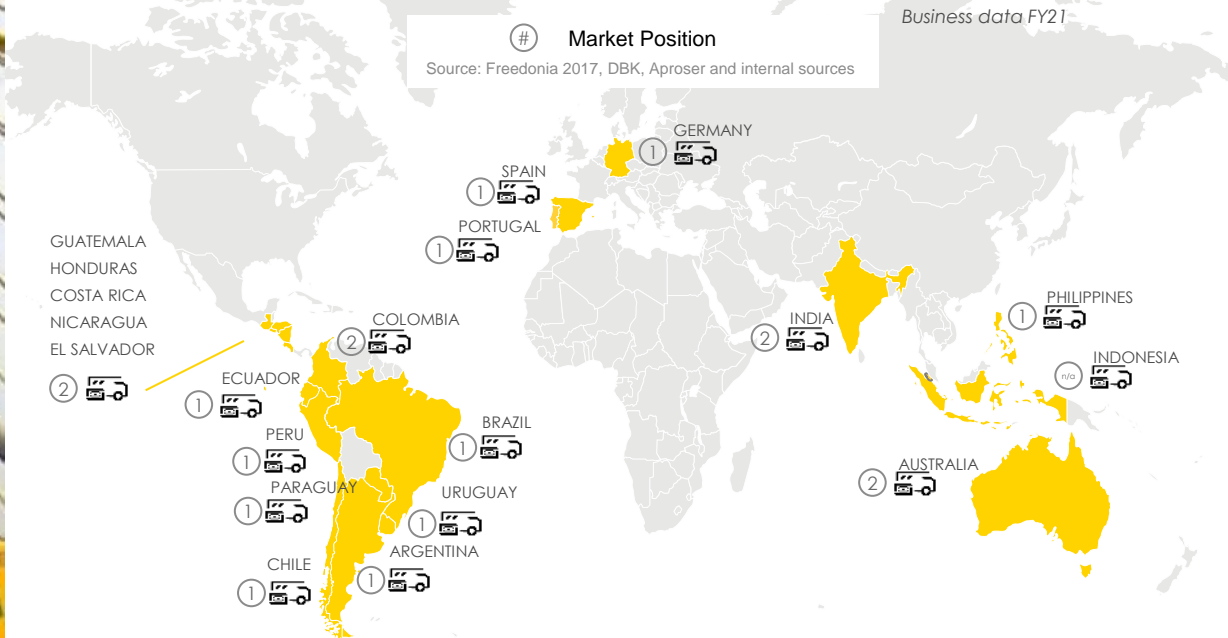 Business data FY21
# Market Position
Source: Freedonia 2017, DBK, Aproser and internal sources
GERMANY
1
SPAIN
1
PORTUGAL
1
GUATEMALA
HONDURAS
COSTA RICA
NICARAGUA
EL SALVADOR
2
COLOMBIA
2
ECUADOR
1
PERU
1
PARAGUAY
1
CHILE
1
BRAZIL
1
URUGUAY
1
ARGENTINA
1
INDIA
2
PHILIPPINES
1
INDONESIA
n/a
AUSTRALIA
2